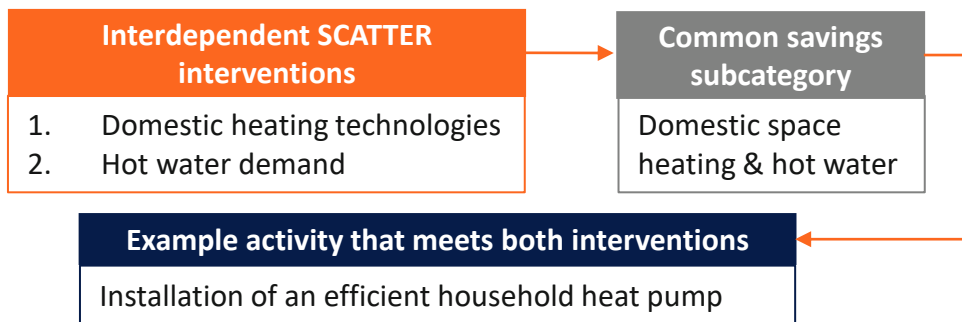 Interdependent SCATTER
interventions
1. Domestic heating technologies
2. Hot water demand
Common savings
subcategory
Domestic space
heating & hot water
Example activity that meets both interventions
Installation of an efficient household heat pump